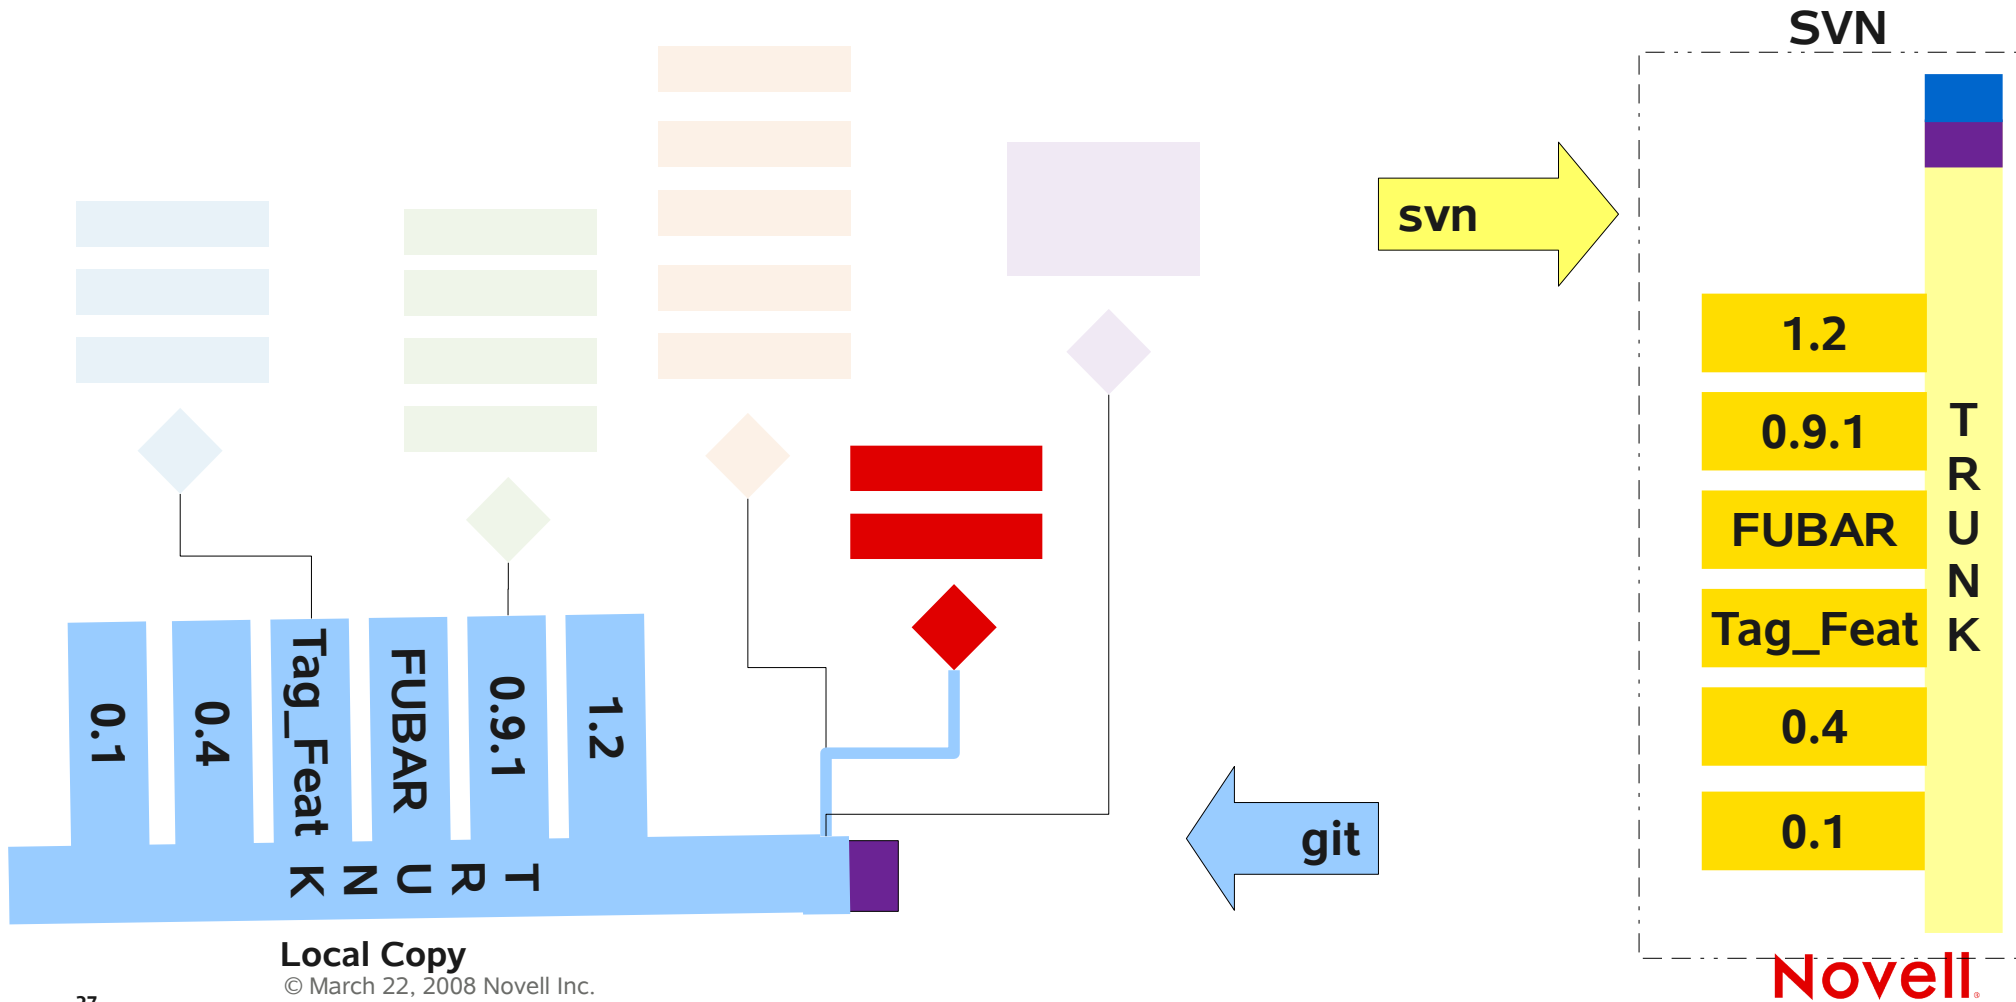 SVN
svn
1.2
0.9.1
FUBAR
Tag_Feat
0.4
0.1
TRUNK
0.1
0.4
Tag_Feat
FUBAR
0.9.1
1.2
TRUNK
git
Local Copy
© March 22, 2008 Novell Inc.
27
Novell